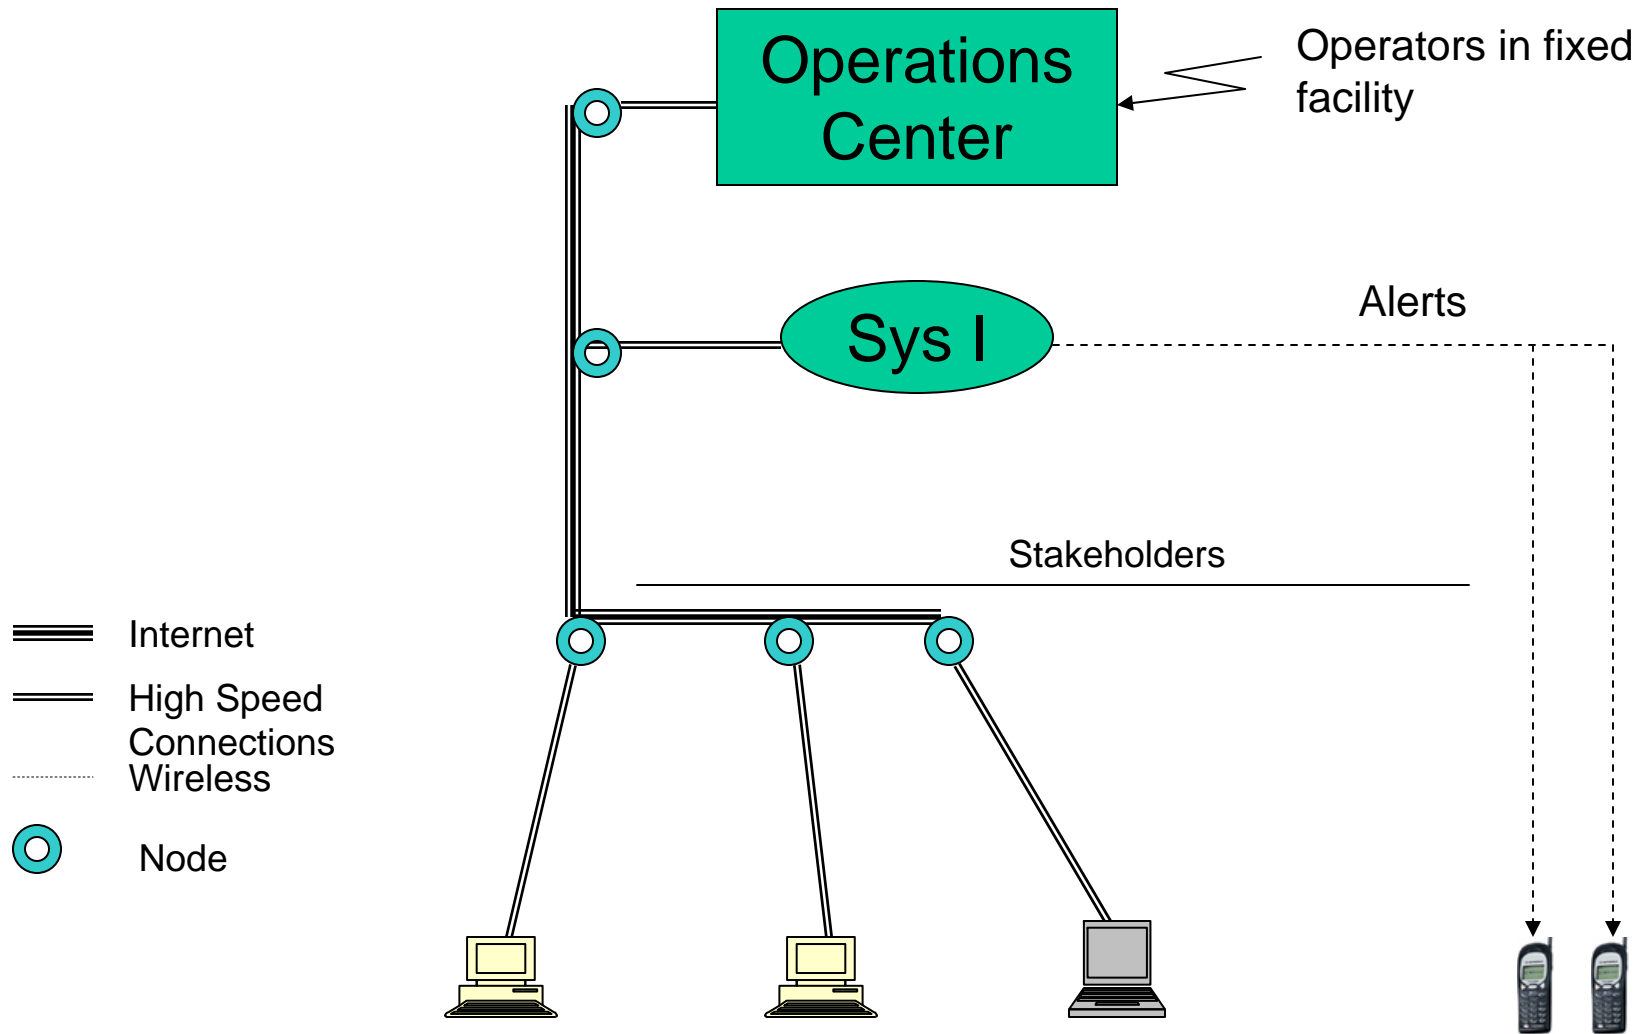 Operations
Center
Operators in fixed
facility
Sys I
Alerts
Stakeholders
Internet
High Speed
Connections
Wireless
Node